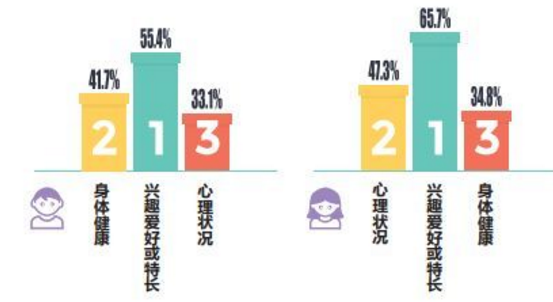 41.7%
55.4%
33.1%
2
1
3
身体健康
兴趣爱好或特长
心理状况
47.3%
65.7%
34.8%
2
1
3
心理状况
兴趣爱好或特长
身体健康